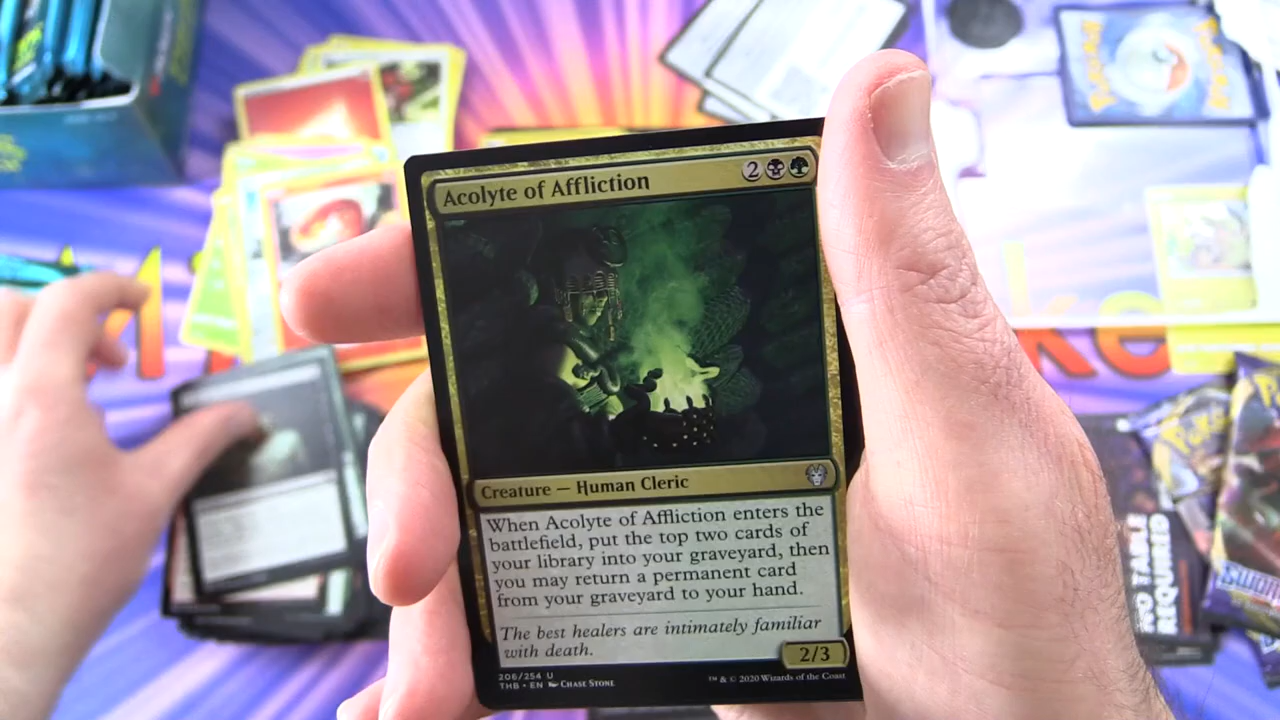 Acolyte of Affliction
2
Creature — Human Cleric
When Acolyte of Affliction enters the
battlefield, put the top two cards of
your library into your graveyard, then
you may return a permanent card
from your graveyard to your hand.
The best healers are intimately familiar
with death.
2/3
206/254 U
THB • EN Chase Stone
™ & © 2020 Wizards of the Coast
TABLE
REQUIRED